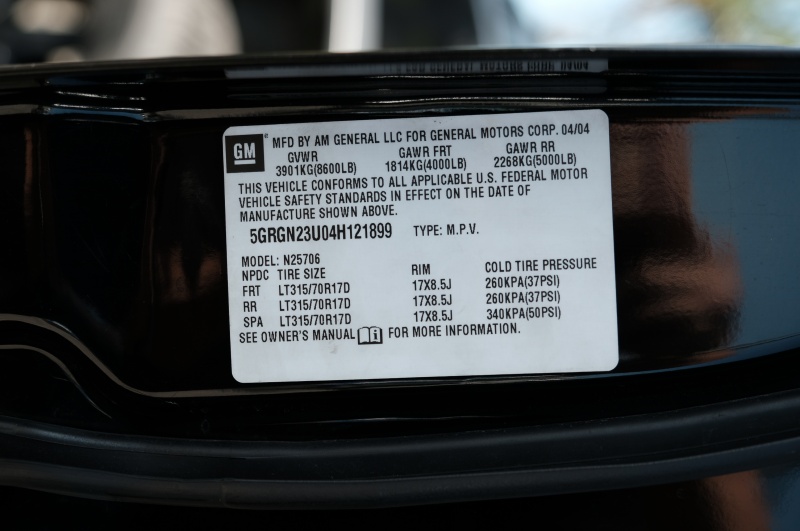 GM
MFD BY AM GENERAL LLC FOR GENERAL MOTORS CORP. 04/04
GVWR GAWR FRT GAWR RR
3901KG(8600LB) 1814KG(4000LB) 2268KG(5000LB)
THIS VEHICLE CONFORMS TO ALL APPLICABLE U.S. FEDERAL MOTOR
VEHICLE SAFETY STANDARDS IN EFFECT ON THE DATE OF
MANUFACTURE SHOWN ABOVE.
5GRGN23U04H121899 TYPE: M.P.V.
MODEL: N25706
NPDC TIRE SIZE RIM COLD TIRE PRESSURE
FRT LT315/70R17D 17X8.5J 260KPA(37PSI)
RR LT315/70R17D 17X8.5J 260KPA(37PSI)
SPA LT315/70R17D 17X8.5J 340KPA(50PSI)
SEE OWNER'S MANUAL FOR MORE INFORMATION.